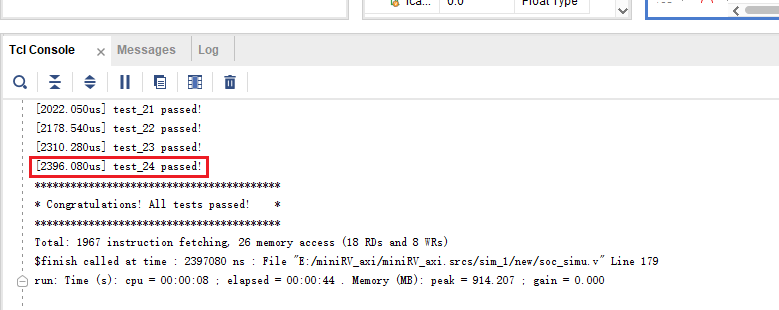 Tca... 0.0 Float Type
Tcl Console × Messages Log
[2022.050us] test_21 passed!
[2178.540us] test_22 passed!
[2310.280us] test_23 passed!
[2396.080us] test_24 passed!
*****************************************
* Congratulations! All tests passed! *
*****************************************
Total: 1967 instruction fetching, 26 memory access (18 RDs and 8 WRs)
$finish called at time : 2397080 ns : File "E:/miniRV_axi/miniRV_axi.srcs/sim_1/new/soc_simu.v" Line 179
run: Time (s): cpu = 00:00:08 ; elapsed = 00:00:44 . Memory (MB): peak = 914.207 ; gain = 0.000